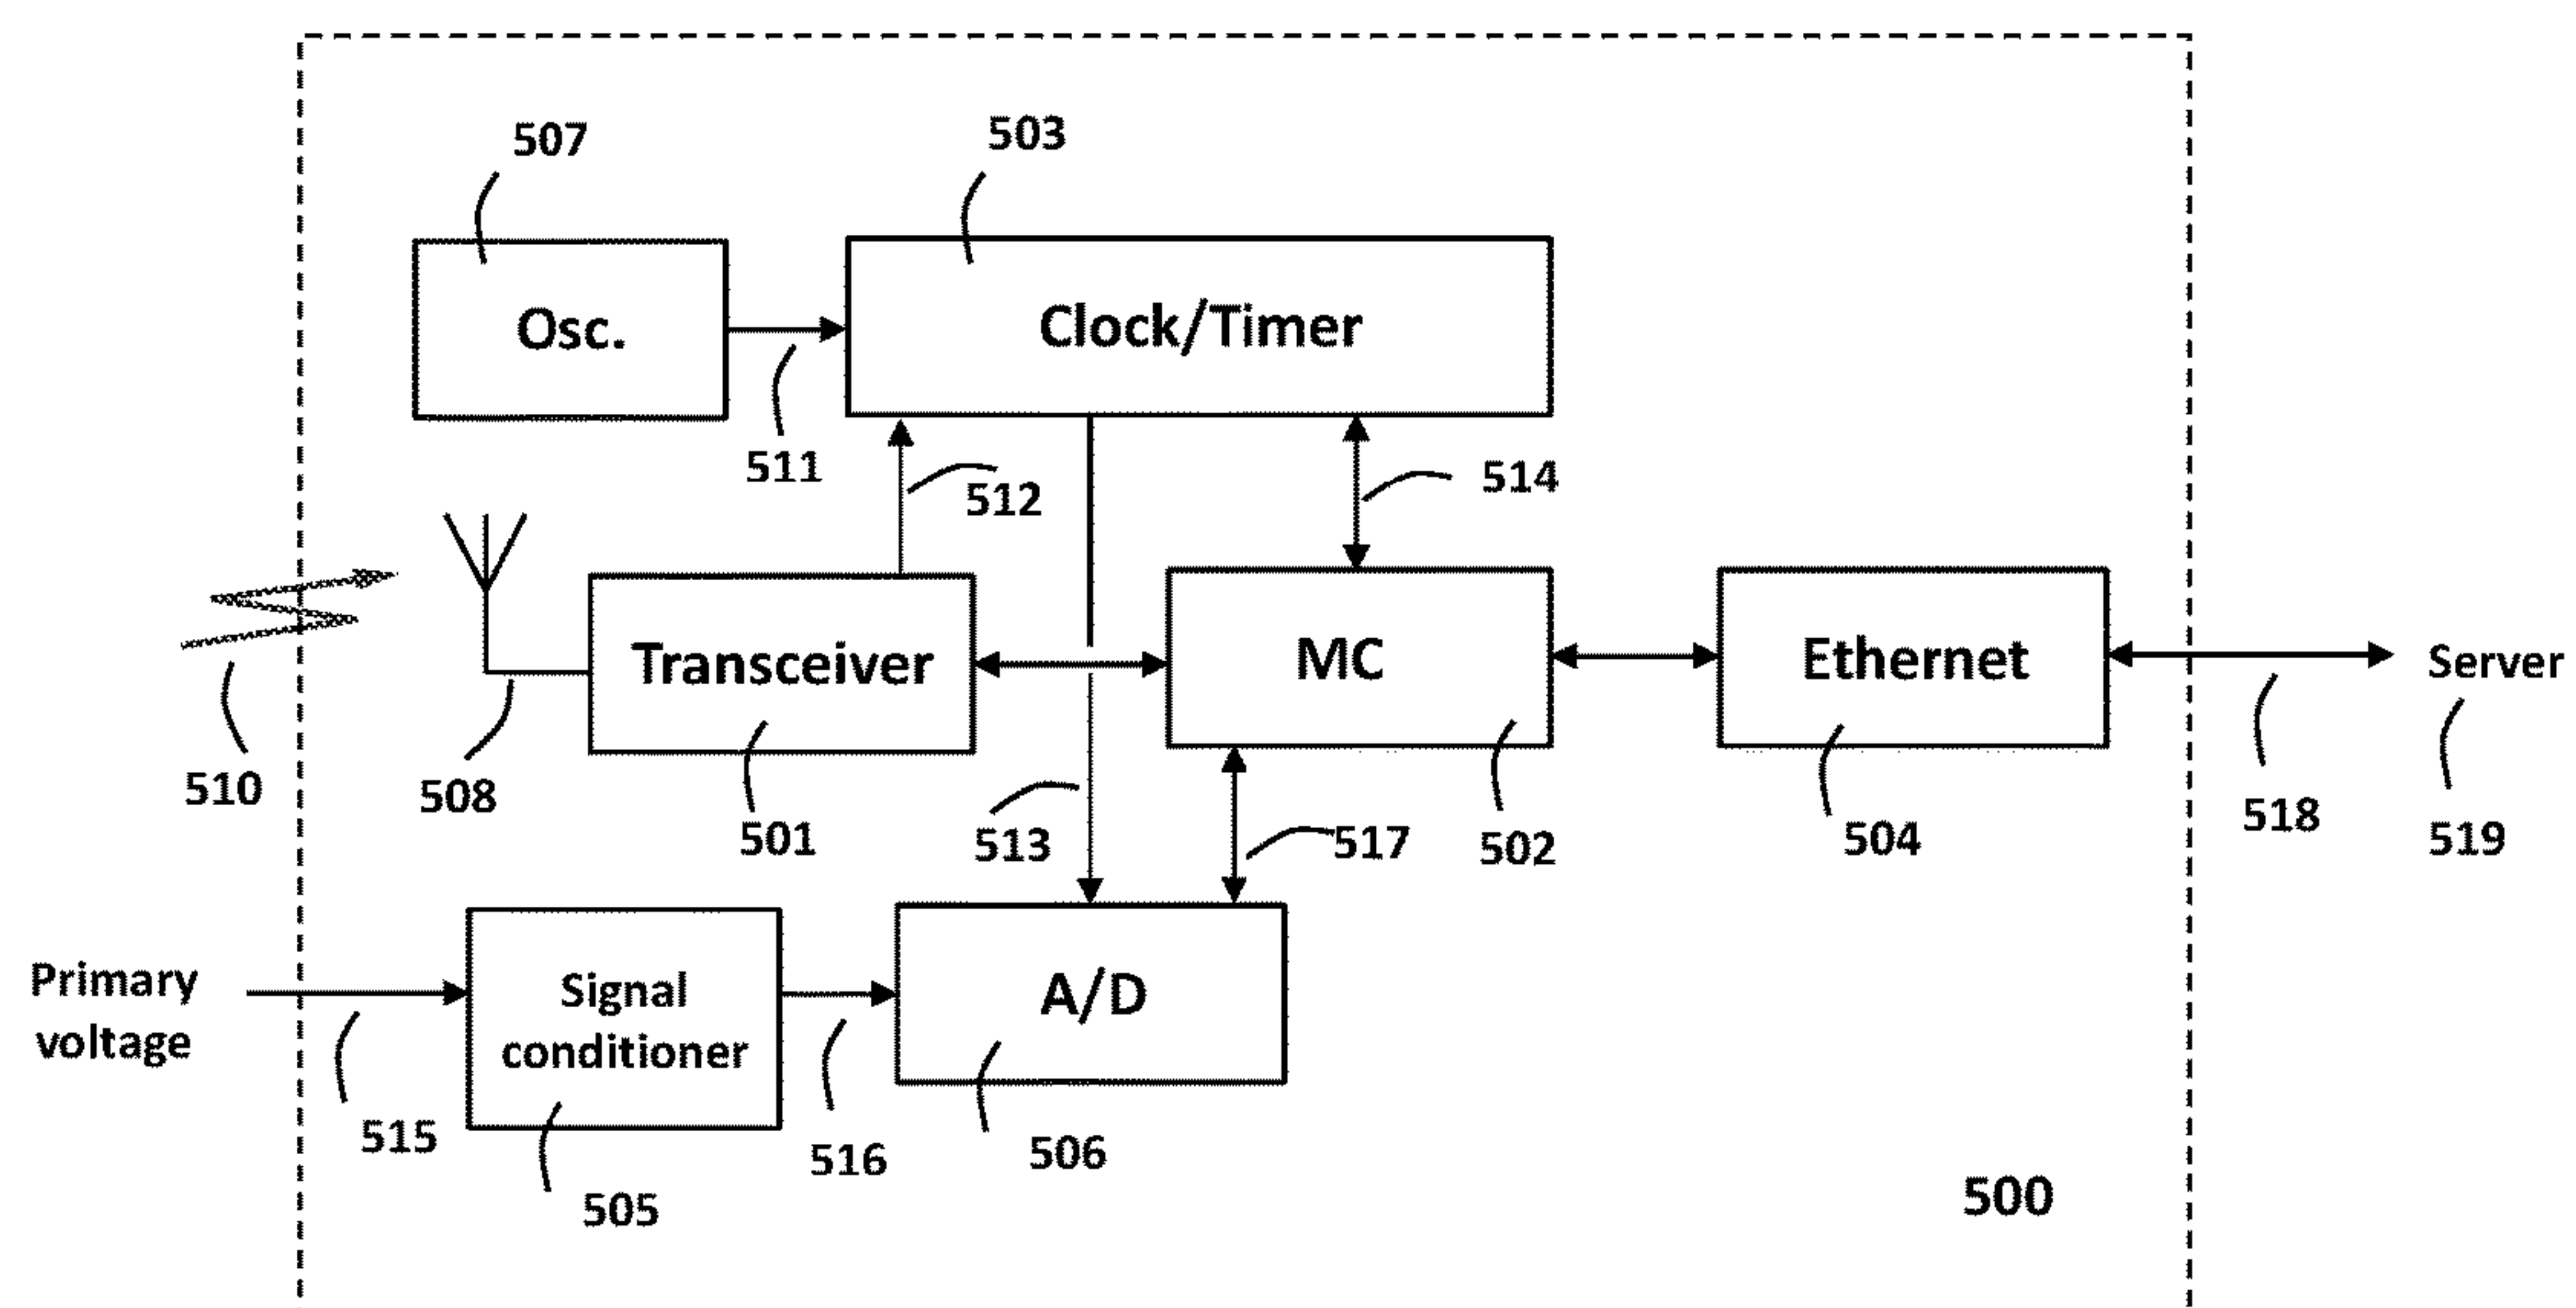 507
503
Osc.
Clock/Timer
511
512
514
Transceiver
MC
Ethernet
Server
510
508
501
513
517
502
504
518
519
Primary
voltage
Signal
conditioner
A/D
515
516
506
505
500